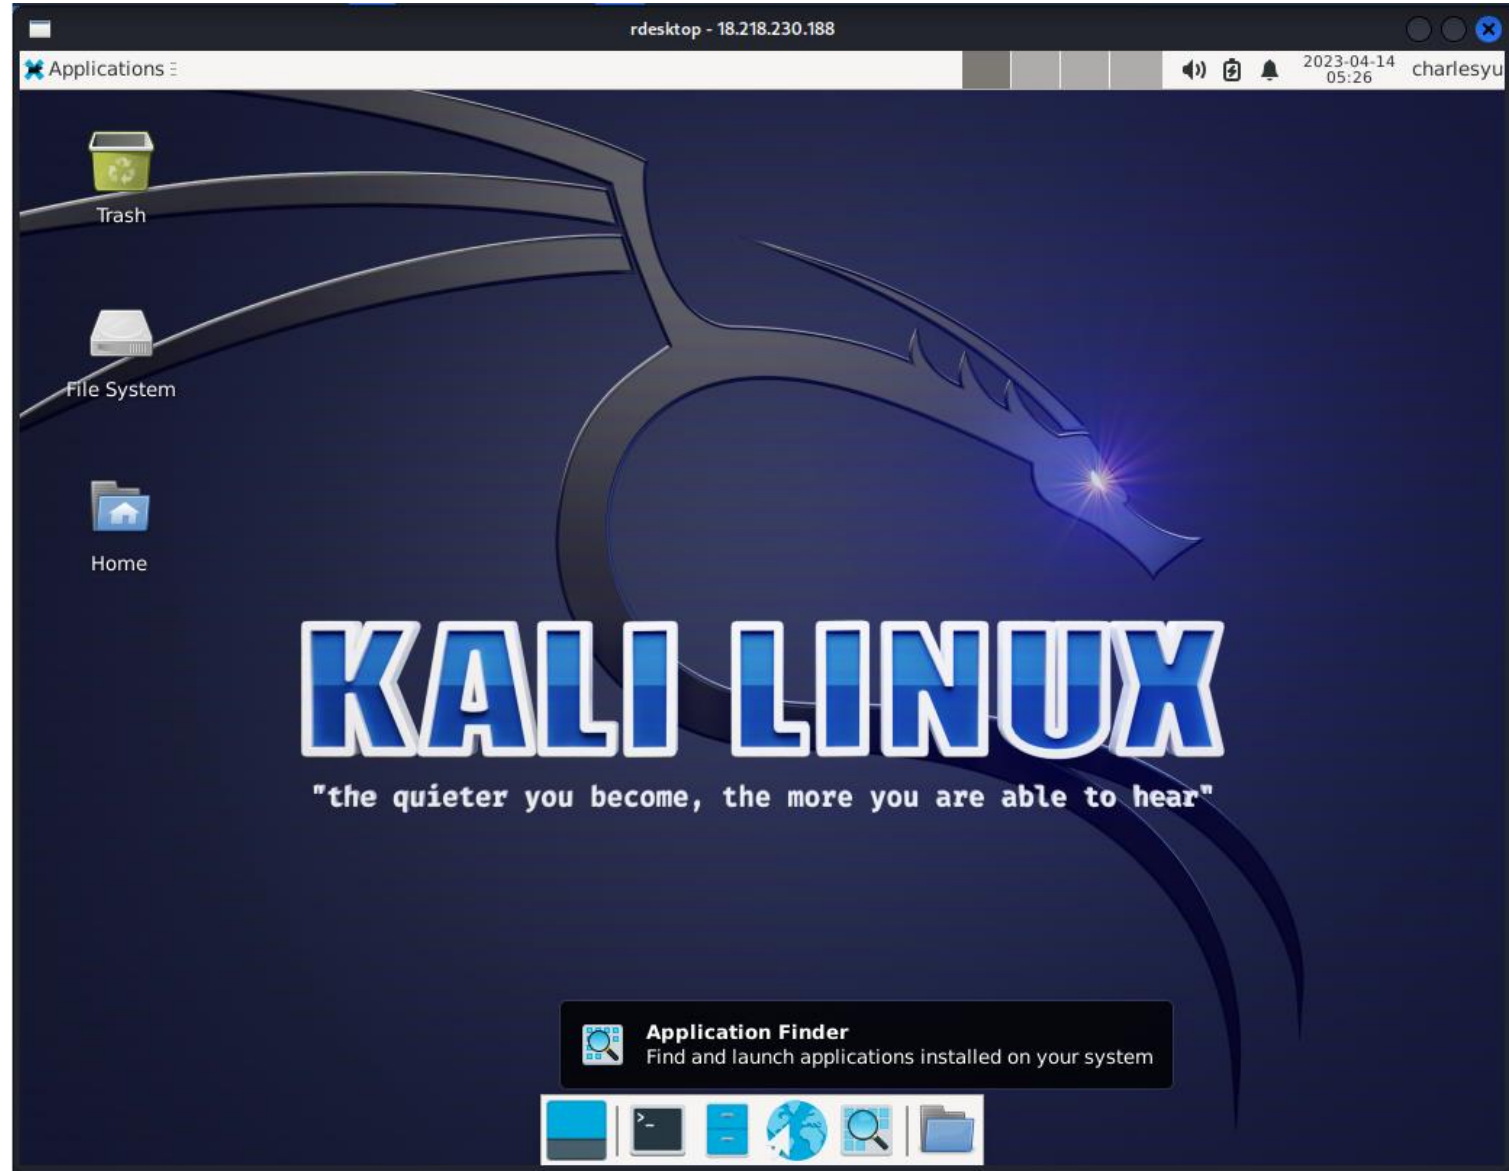 rdesktop - 18.218.230.188
Applications
2023-04-14
05:26
charlesyu
Trash
File System
Home
KALI LINUX
"the quieter you become, the more you are able to hear"
Application Finder
Find and launch applications installed on your system
>_